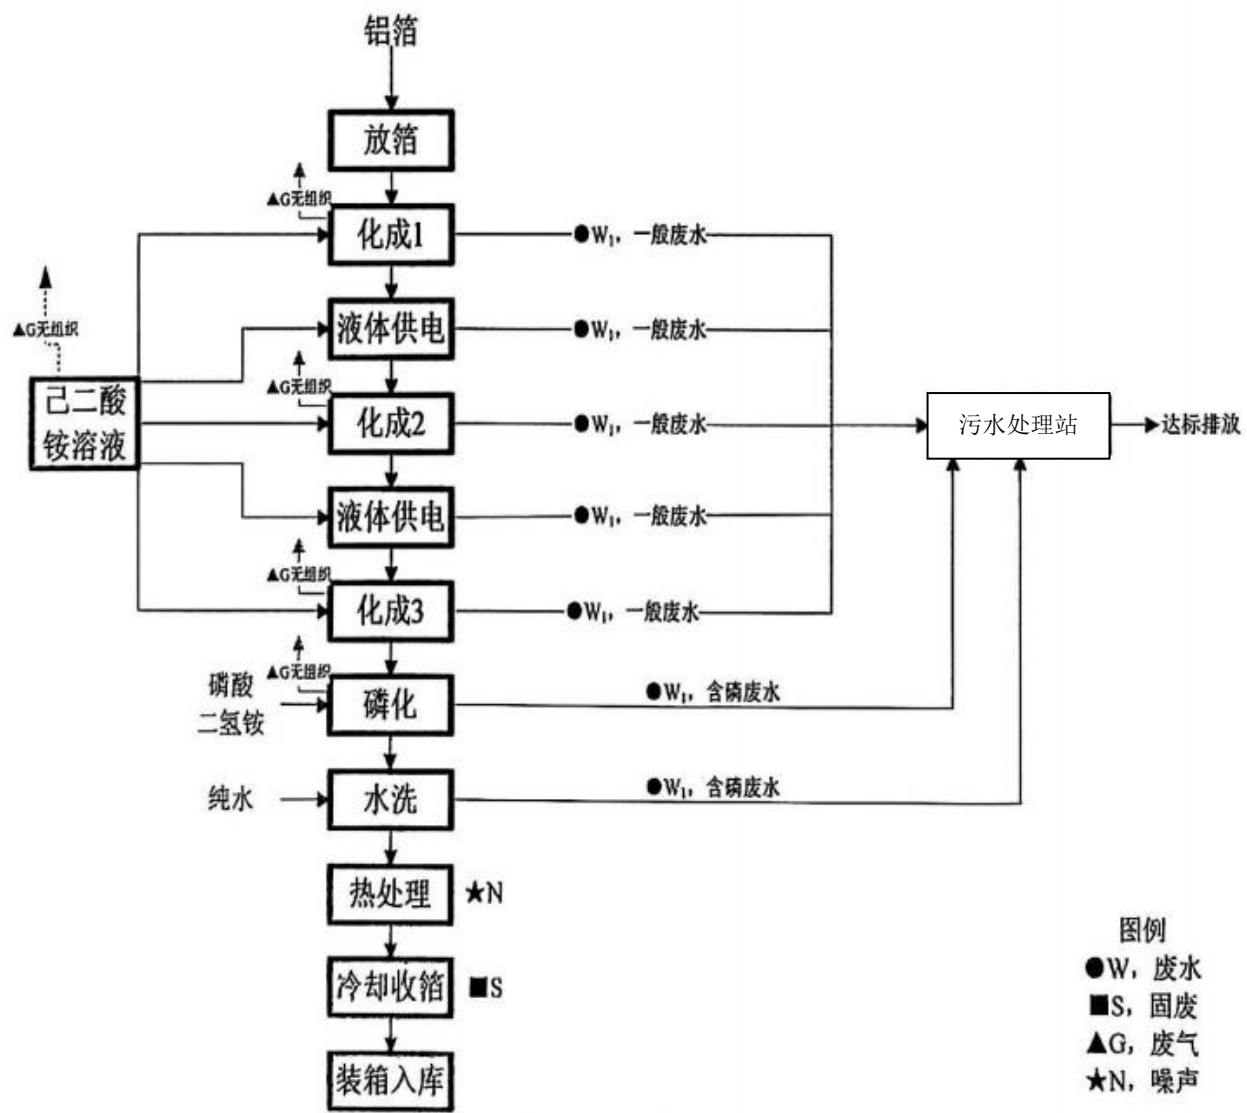 铝箔
放箔
▲G无组织
化成1
●W₁，一般废水
▲G无组织
液体供电
●W₁，一般废水
▲G无组织
己二酸
铵溶液
化成2
●W₁，一般废水
污水处理站
达标排放
液体供电
●W₁，一般废水
▲G无组织
化成3
●W₁，一般废水
▲G无组织
磷酸
二氢铵
磷化
●W₁，含磷废水
纯水
水洗
●W₁，含磷废水
热处理
★N
冷却收箔
■S
装箱入库
图例
●W，废水
■S，固废
▲G，废气
★N，噪声